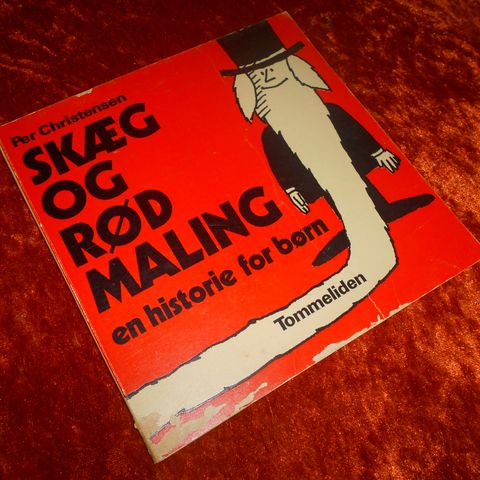 Per Christensen
SKÆG
OG
RØD
MALING
en historie for børn
Tommeliden